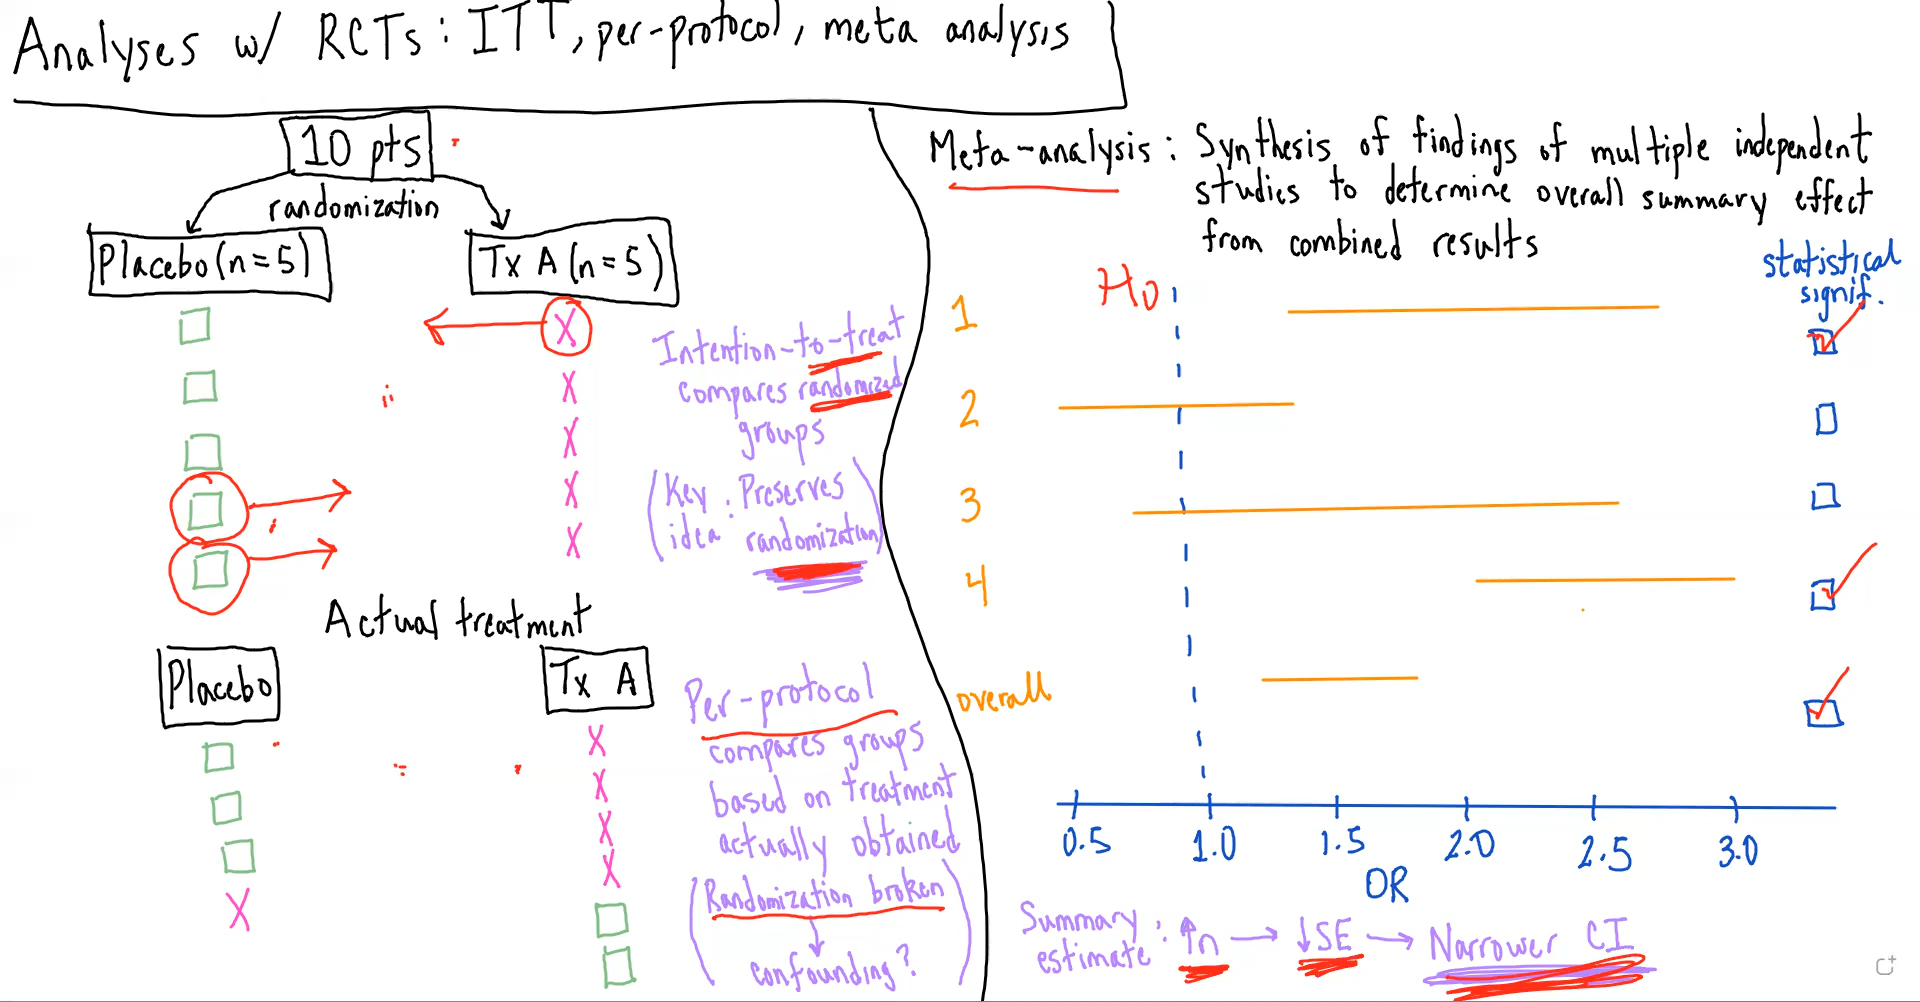 Analyses w/ RCTs: ITT, per-protocol, meta analysis
10 pts
randomization
Placebo (n=5)
Tx A (n=5)
Intention-to-treat
compares randomized
groups
(Key idea: Preserves
randomization)
Actual treatment
Placebo
Tx A
Per-protocol
compares groups
based on treatment
actually obtained
(Randomization broken
confounding?)
Meta-analysis: Synthesis of findings of multiple independent
studies to determine overall summary effect
from combined results
statistical
signif.
H0
1
2
3
4
overall
0.5 1.0 1.5 2.0 2.5 3.0
OR
Summary
estimate: ↑n → ↓SE → Narrower CI